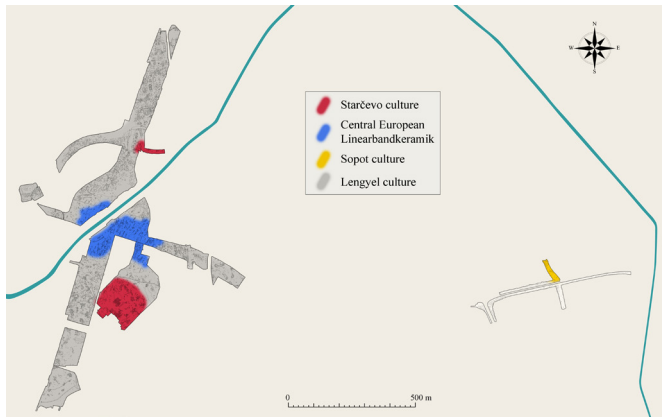 N
W
E
S
Starčevo culture
Central European
Linearbandkeramik
Sopot culture
Lengyel culture
0
500 m